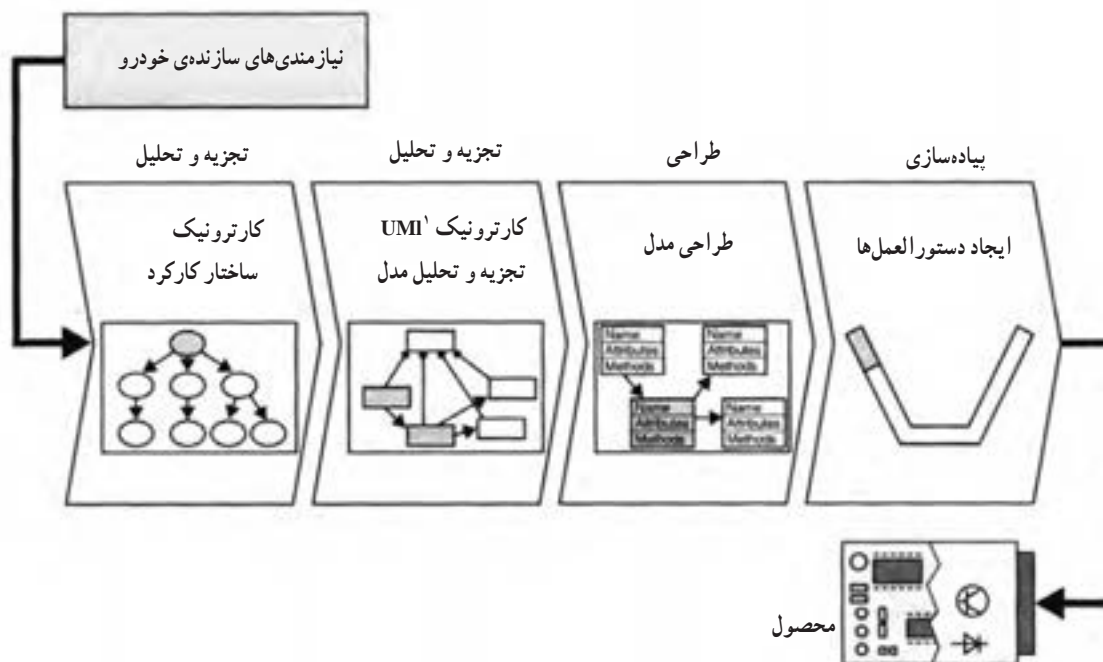 نیازمندی‌های سازنده‌ی خودرو
تجزیه و تحلیل
کارترونیک
ساختار کارکرد
تجزیه و تحلیل
کارترونیک UMl¹
تجزیه و تحلیل مدل
طراحی
طراحی مدل
Name
Attributes
Methods
Name
Attributes
Methods
Name
Attributes
Methods
Name
Attributes
Methods
پیاده‌سازی
ایجاد دستورالعمل‌ها
محصول